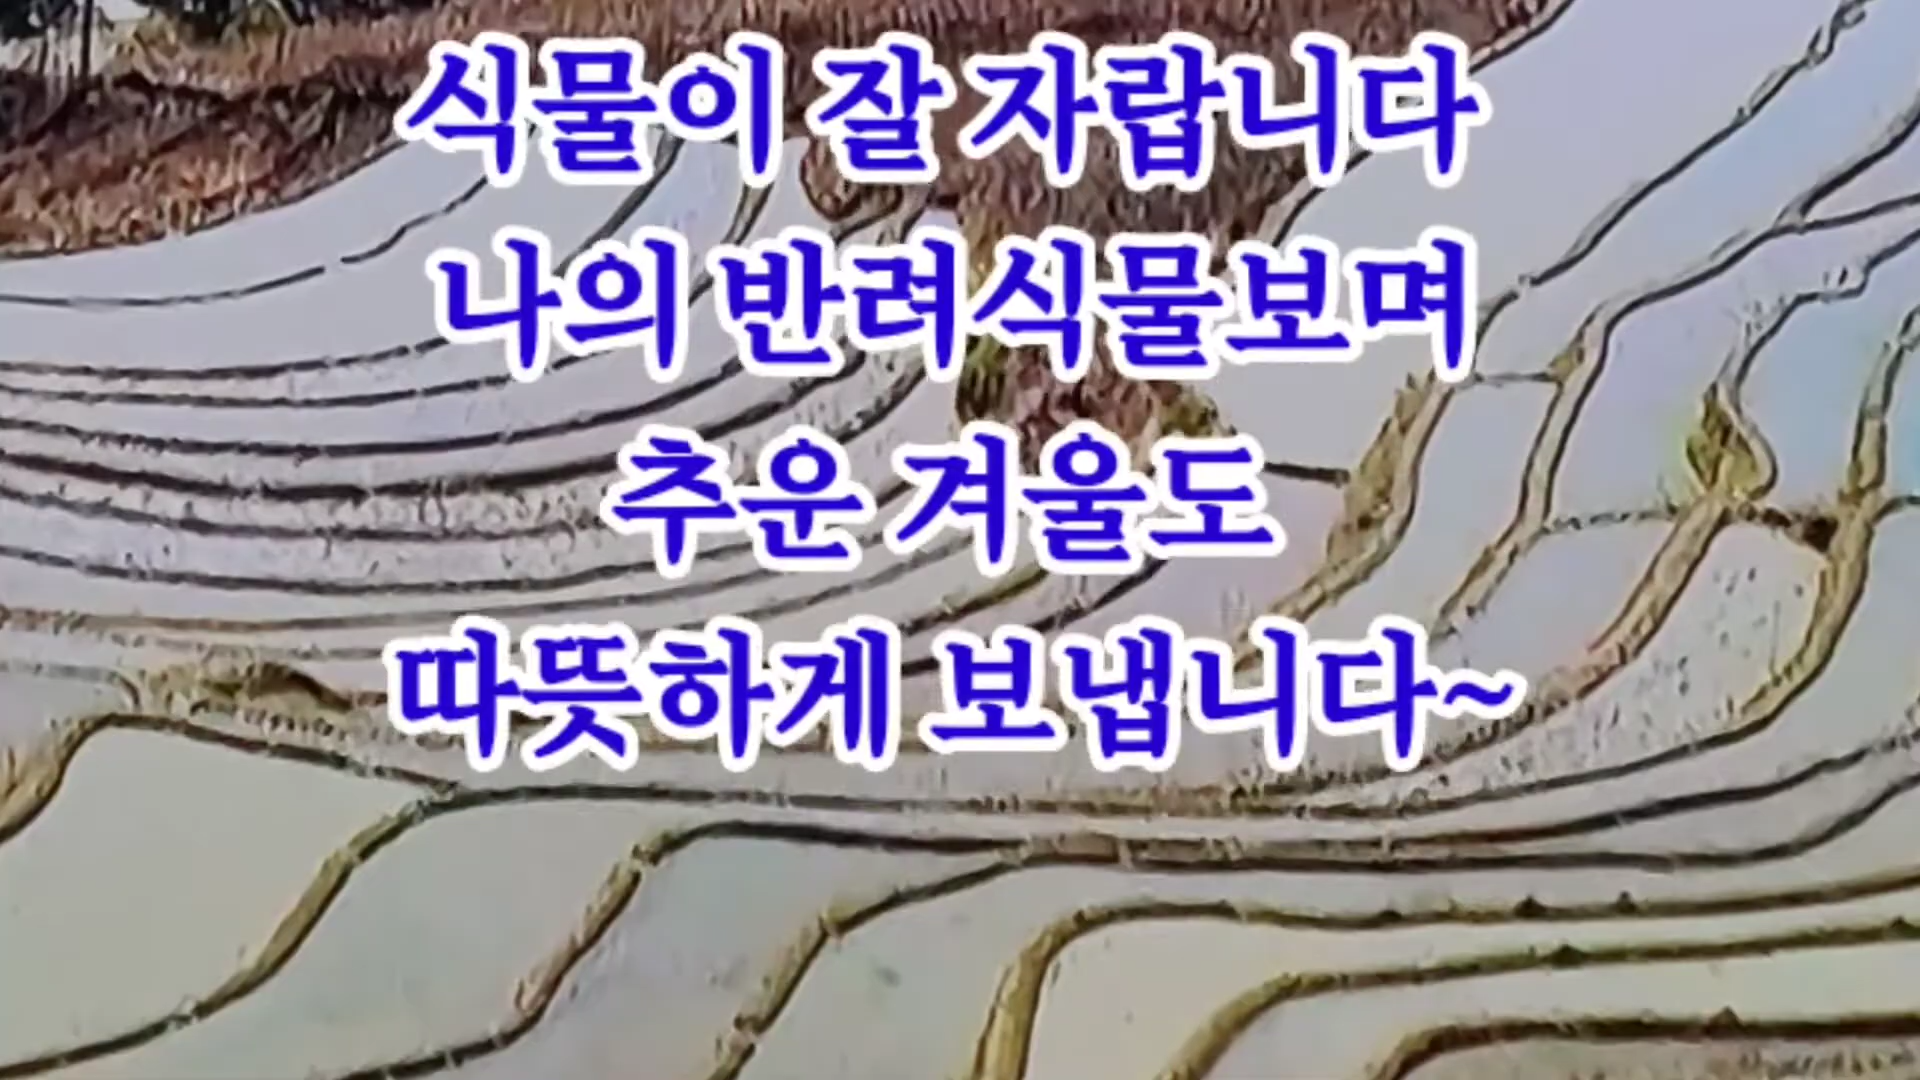 식물이 잘 자랍니다
나의 반려식물보며
추운 겨울도
따뜻하게 보냅니다~